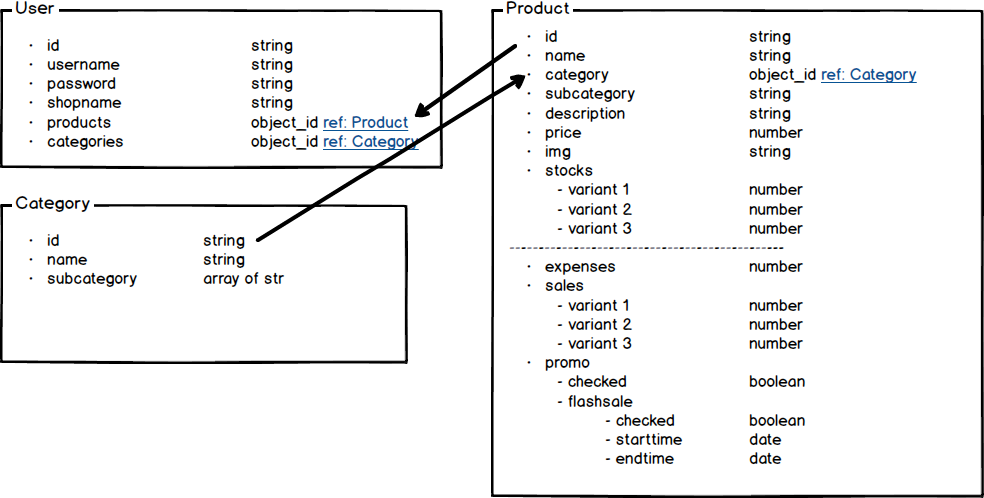 User
· id string
· username string
· password string
· shopname string
· products object_id ref: Product
· categories object_id ref: Category
Category
· id string
· name string
· subcategory array of str
Product
· id string
· name string
· category object_id ref: Category
· subcategory string
· description string
· price number
· img string
· stocks
- variant 1 number
- variant 2 number
- variant 3 number
· expenses number
· sales
- variant 1 number
- variant 2 number
- variant 3 number
· promo
- checked boolean
- flashsale
- checked boolean
- starttime date
- endtime date